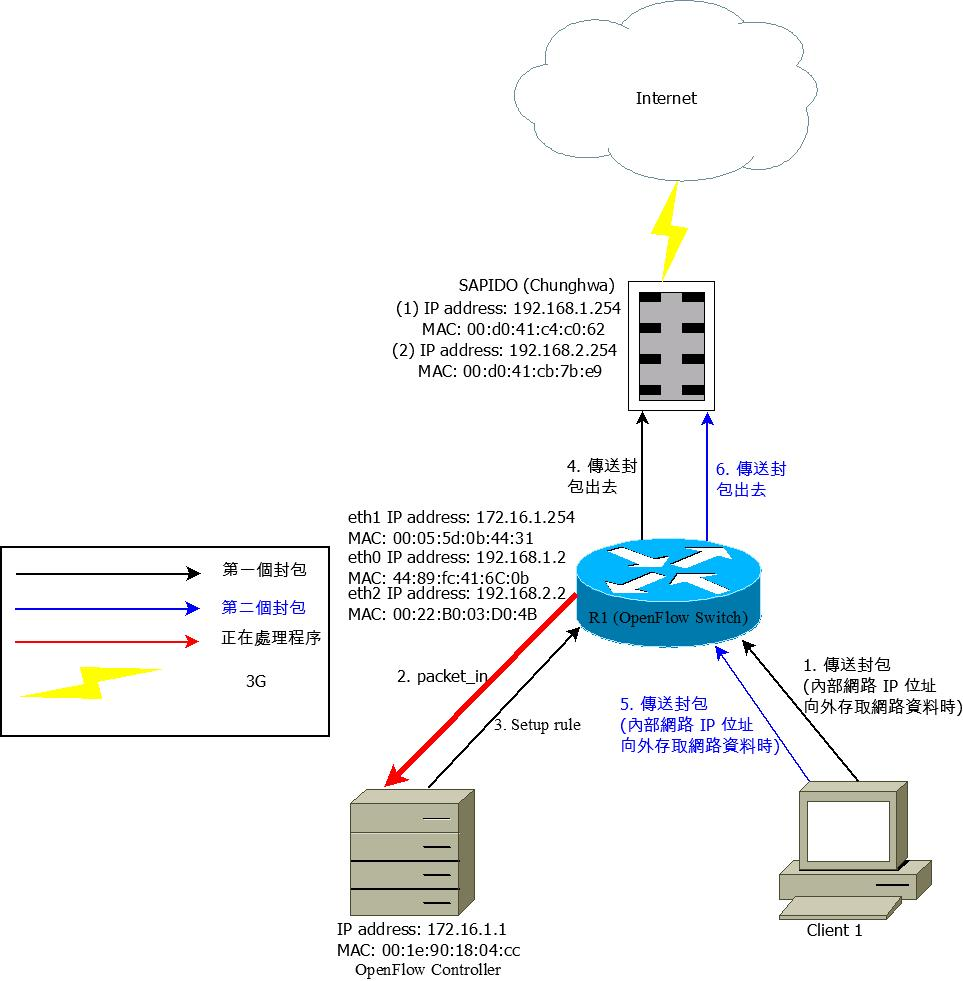 Internet
SAPIDO (Chunghwa)
(1) IP address: 192.168.1.254
MAC: 00:d0:41:c4:c0:62
(2) IP address: 192.168.2.254
MAC: 00:d0:41:cb:7b:e9
4. 傳送封
包出去
6. 傳送封
包出去
eth1 IP address: 172.16.1.254
MAC: 00:05:5d:0b:44:31
eth0 IP address: 192.168.1.2
MAC: 44:89:fc:41:6C:0b
eth2 IP address: 192.168.2.2
MAC: 00:22:B0:03:D0:4B
R1 (OpenFlow Switch)
第一個封包
第二個封包
正在處理程序
3G
2. packet_in
3. Setup rule
1. 傳送封包
(內部網路 IP 位址
向外存取網路資料時)
5. 傳送封包
(內部網路 IP 位址
向外存取網路資料時)
IP address: 172.16.1.1
MAC: 00:1e:90:18:04:cc
OpenFlow Controller
Client 1